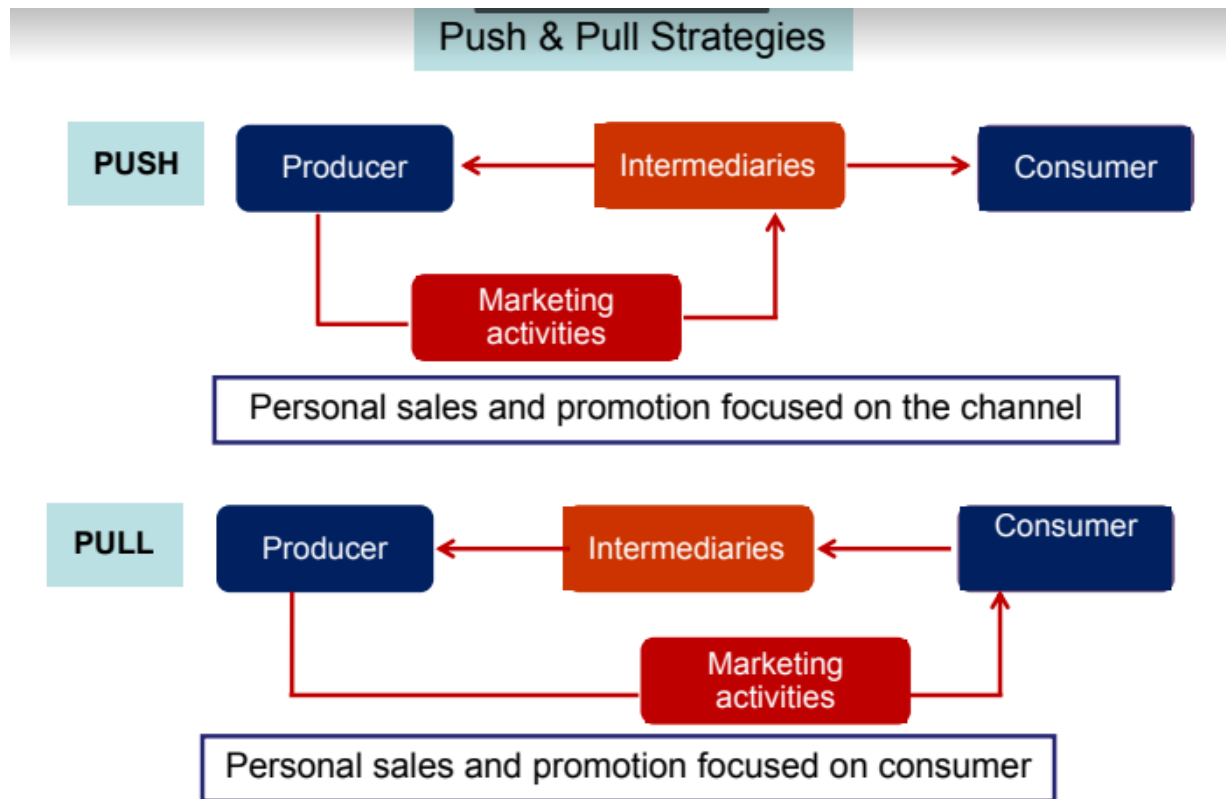 Push & Pull Strategies
PUSH
Producer
Intermediaries
Consumer
Marketing
activities
Personal sales and promotion focused on the channel
PULL
Producer
Intermediaries
Consumer
Marketing
activities
Personal sales and promotion focused on consumer